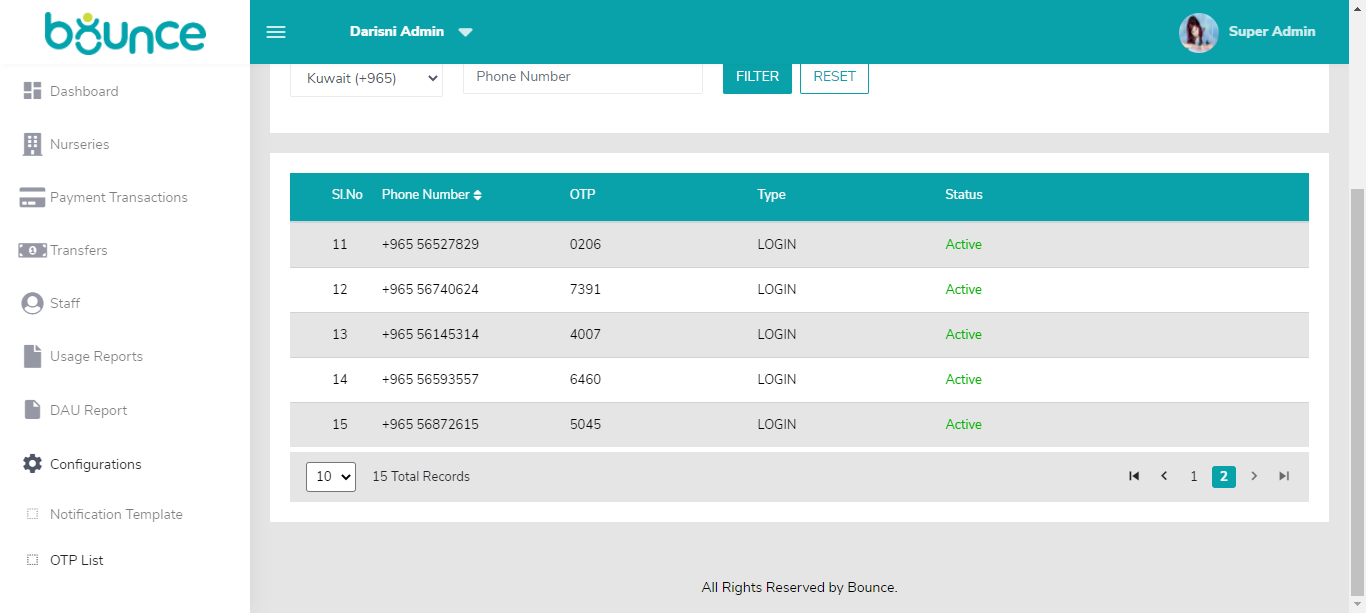 bounce
Darisni Admin
Super Admin
Dashboard
Nurseries
Payment Transactions
Transfers
Staff
Usage Reports
DAU Report
Configurations
Notification Template
OTP List
Kuwait (+965) Phone Number FILTER RESET
Sl.No Phone Number OTP Type Status
11 +965 56527829 0206 LOGIN Active
12 +965 56740624 7391 LOGIN Active
13 +965 56145314 4007 LOGIN Active
14 +965 56593557 6460 LOGIN Active
15 +965 56872615 5045 LOGIN Active
10 15 Total Records 1 2
All Rights Reserved by Bounce.